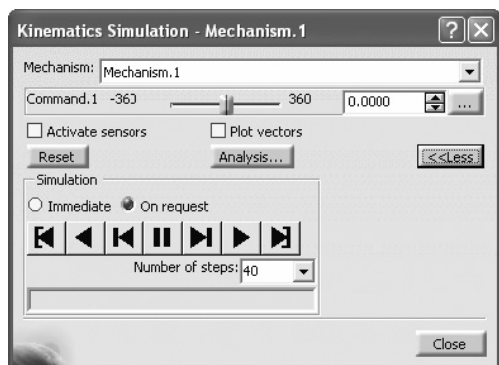 Kinematics Simulation - Mechanism.1
Mechanism: Mechanism.1
Command.1 -360 360 0.0000 ...
Activate sensors Plot vectors
Reset Analysis... <<Less
Simulation
Immediate On request
Number of steps: 40
Close